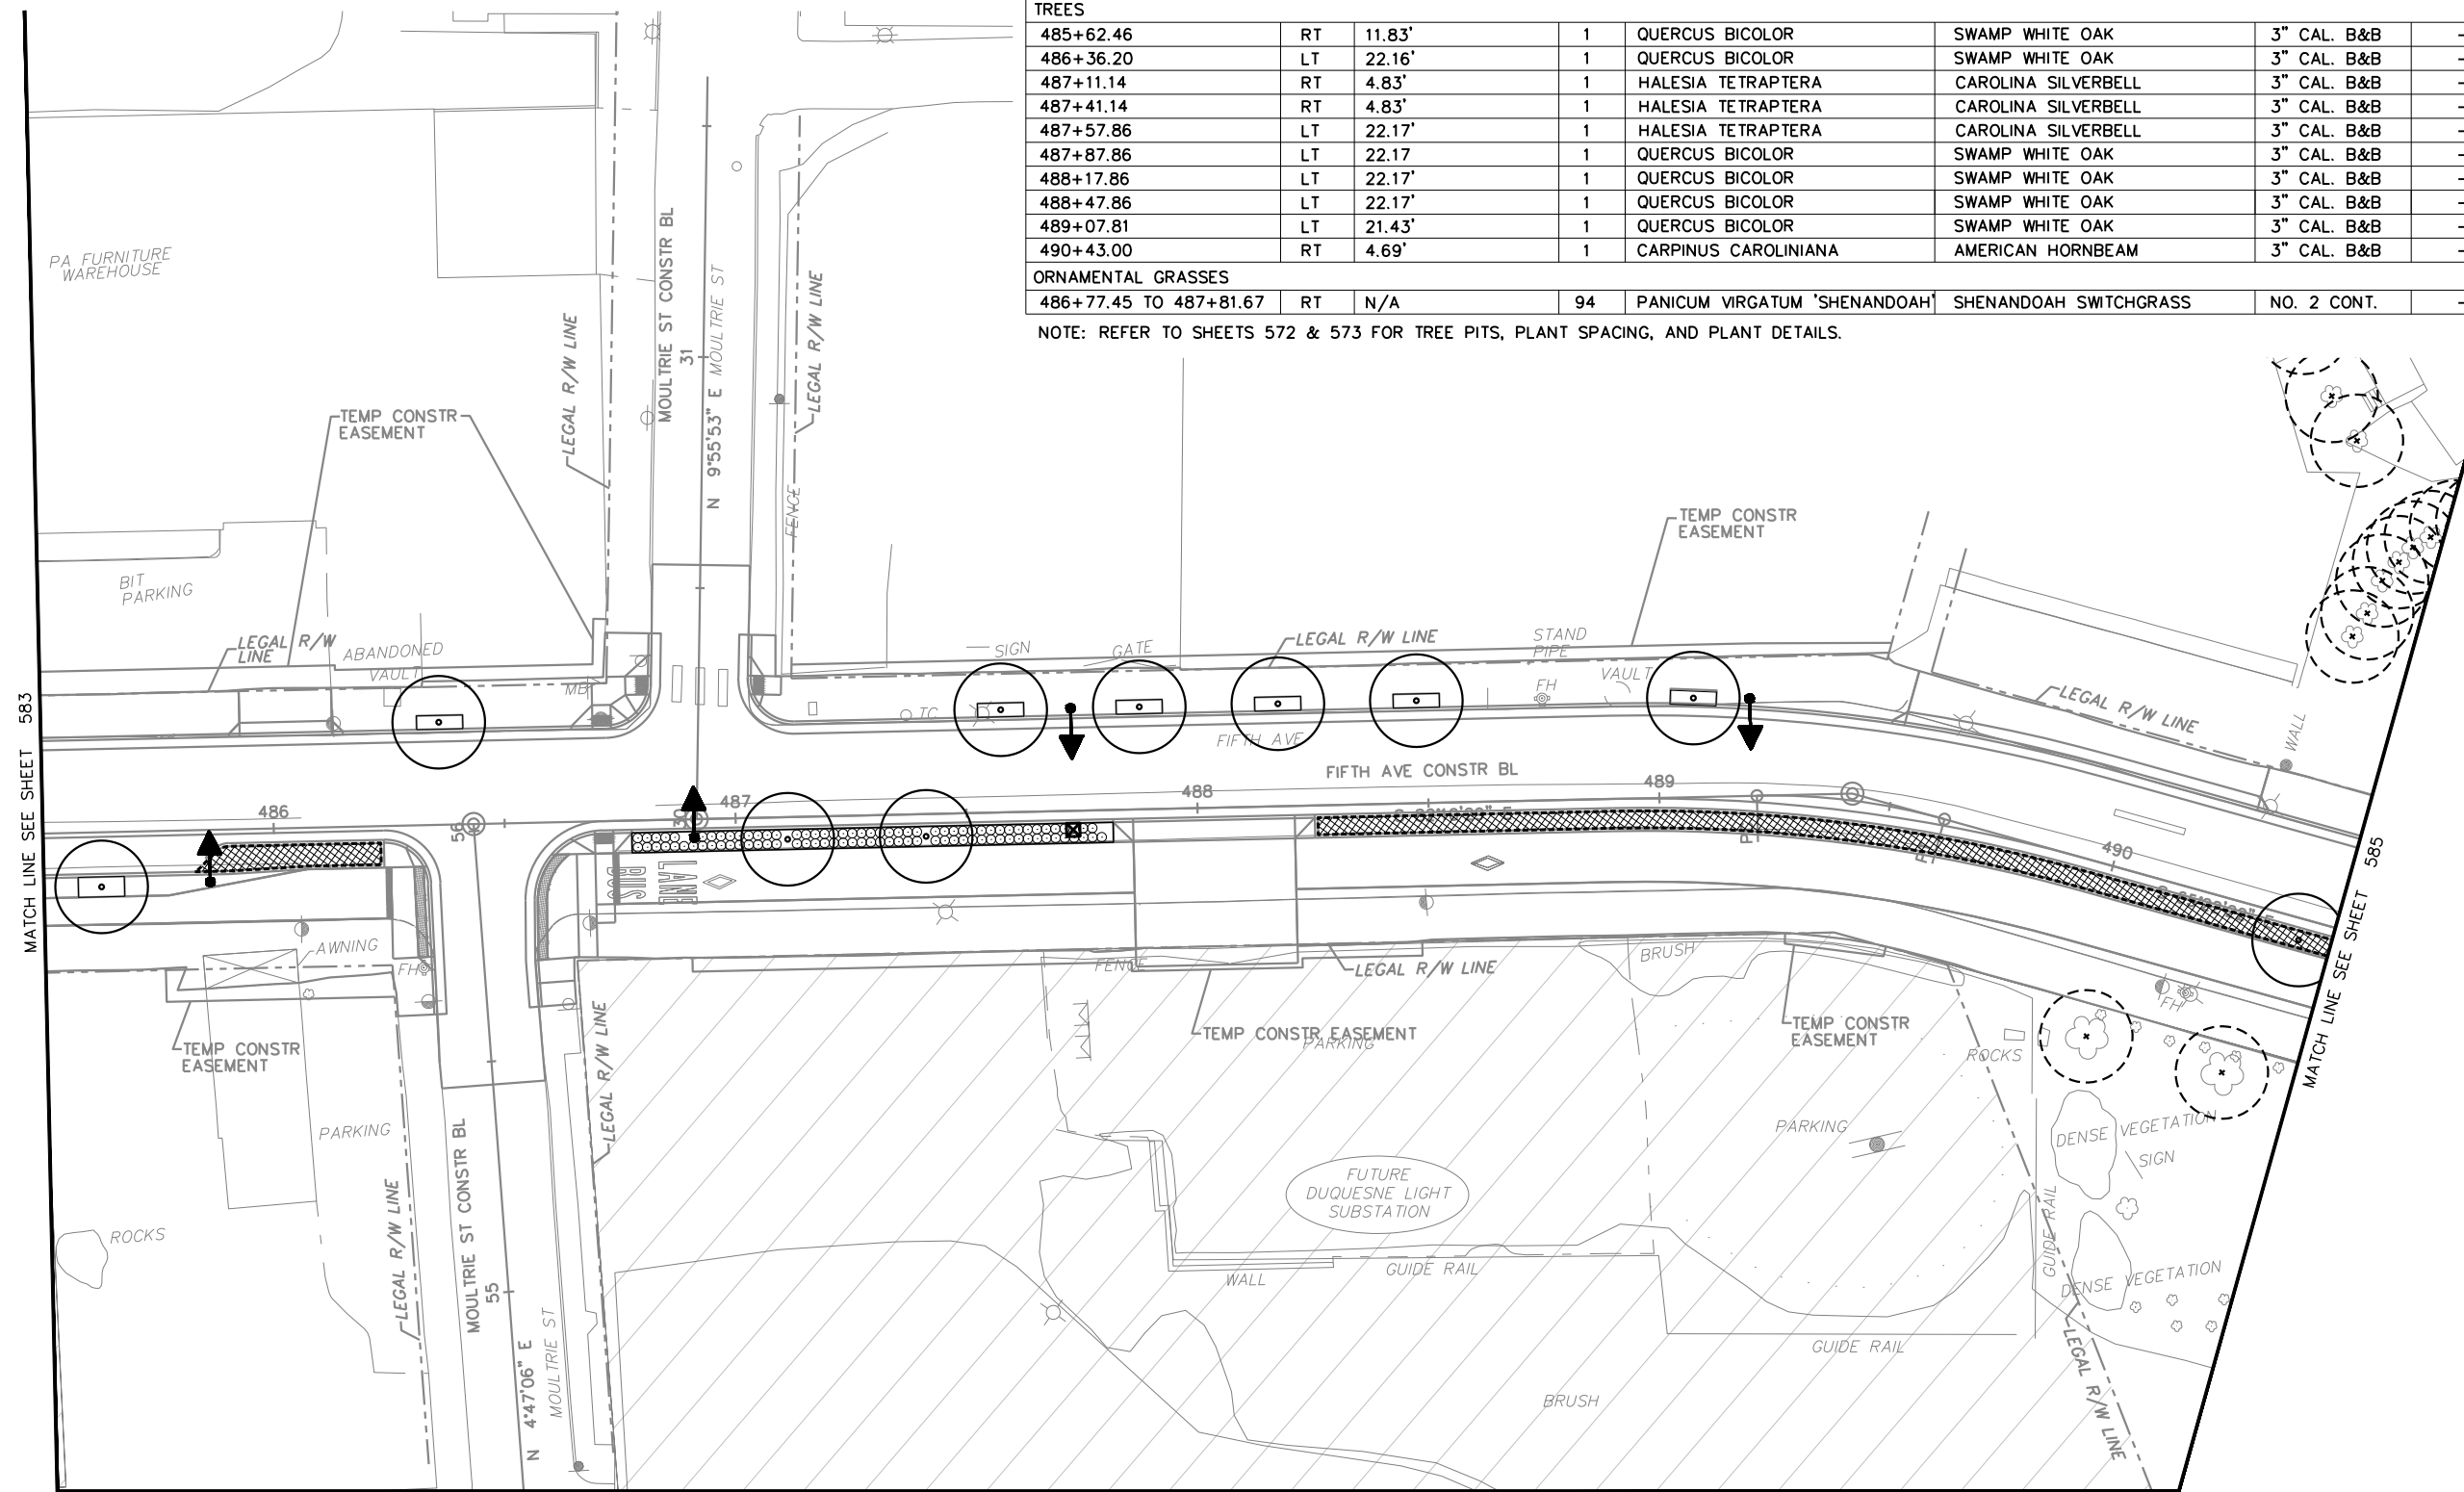 TREES
485+62.46 RT 11.83' 1 QUERCUS BICOLOR SWAMP WHITE OAK 3" CAL. B&B -
486+36.20 LT 22.16' 1 QUERCUS BICOLOR SWAMP WHITE OAK 3" CAL. B&B -
487+11.14 RT 4.83' 1 HALESIA TETRAPTERA CAROLINA SILVERBELL 3" CAL. B&B -
487+41.14 RT 4.83' 1 HALESIA TETRAPTERA CAROLINA SILVERBELL 3" CAL. B&B -
487+57.86 LT 22.17' 1 HALESIA TETRAPTERA CAROLINA SILVERBELL 3" CAL. B&B -
487+87.86 LT 22.17 1 QUERCUS BICOLOR SWAMP WHITE OAK 3" CAL. B&B -
488+17.86 LT 22.17' 1 QUERCUS BICOLOR SWAMP WHITE OAK 3" CAL. B&B -
488+47.86 LT 22.17' 1 QUERCUS BICOLOR SWAMP WHITE OAK 3" CAL. B&B -
489+07.81 LT 21.43' 1 QUERCUS BICOLOR SWAMP WHITE OAK 3" CAL. B&B -
490+43.00 RT 4.69' 1 CARPINUS CAROLINIANA AMERICAN HORNBEAM 3" CAL. B&B -
ORNAMENTAL GRASSES
486+77.45 TO 487+81.67 RT N/A 94 PANICUM VIRGATUM 'SHENANDOAH' SHENANDOAH SWITCHGRASS NO. 2 CONT. -
NOTE: REFER TO SHEETS 572 & 573 FOR TREE PITS, PLANT SPACING, AND PLANT DETAILS.
PA FURNITURE
WAREHOUSE
MOULTRIE ST CONSTR BL
31
MOULTRIE ST
N 9°55'53" E
LEGAL R/W LINE
LEGAL R/W LINE
FENCE
TEMP CONSTR
EASEMENT
TEMP CONSTR
EASEMENT
BIT
PARKING
LEGAL R/W
LINE
ABANDONED
VAULT
MB
SIGN
GATE
LEGAL R/W LINE
STAND
PIPE
VAULT
FH
TC
FIFTH AVE
LEGAL R/W LINE
WALL
FIFTH AVE CONSTR BL
486
487
488
489
490
56
30
BUS
LANE
MATCH LINE SEE SHEET 583
MATCH LINE SEE SHEET 585
AWNING
FH
FENCE
LEGAL R/W LINE
BRUSH
FH
TEMP CONSTR
EASEMENT
TEMP CONSTR EASEMENT
PARKING
TEMP CONSTR
EASEMENT
ROCKS
LEGAL R/W LINE
PARKING
PARKING
DENSE VEGETATION
SIGN
FUTURE
DUQUESNE LIGHT
SUBSTATION
LEGAL R/W LINE
MOULTRIE ST CONSTR BL
55
ROCKS
WALL
GUIDE RAIL
GUIDE RAIL
DENSE VEGETATION
GUIDE RAIL
LEGAL R/W LINE
N 4°47'06" E
MOULTRIE ST
BRUSH